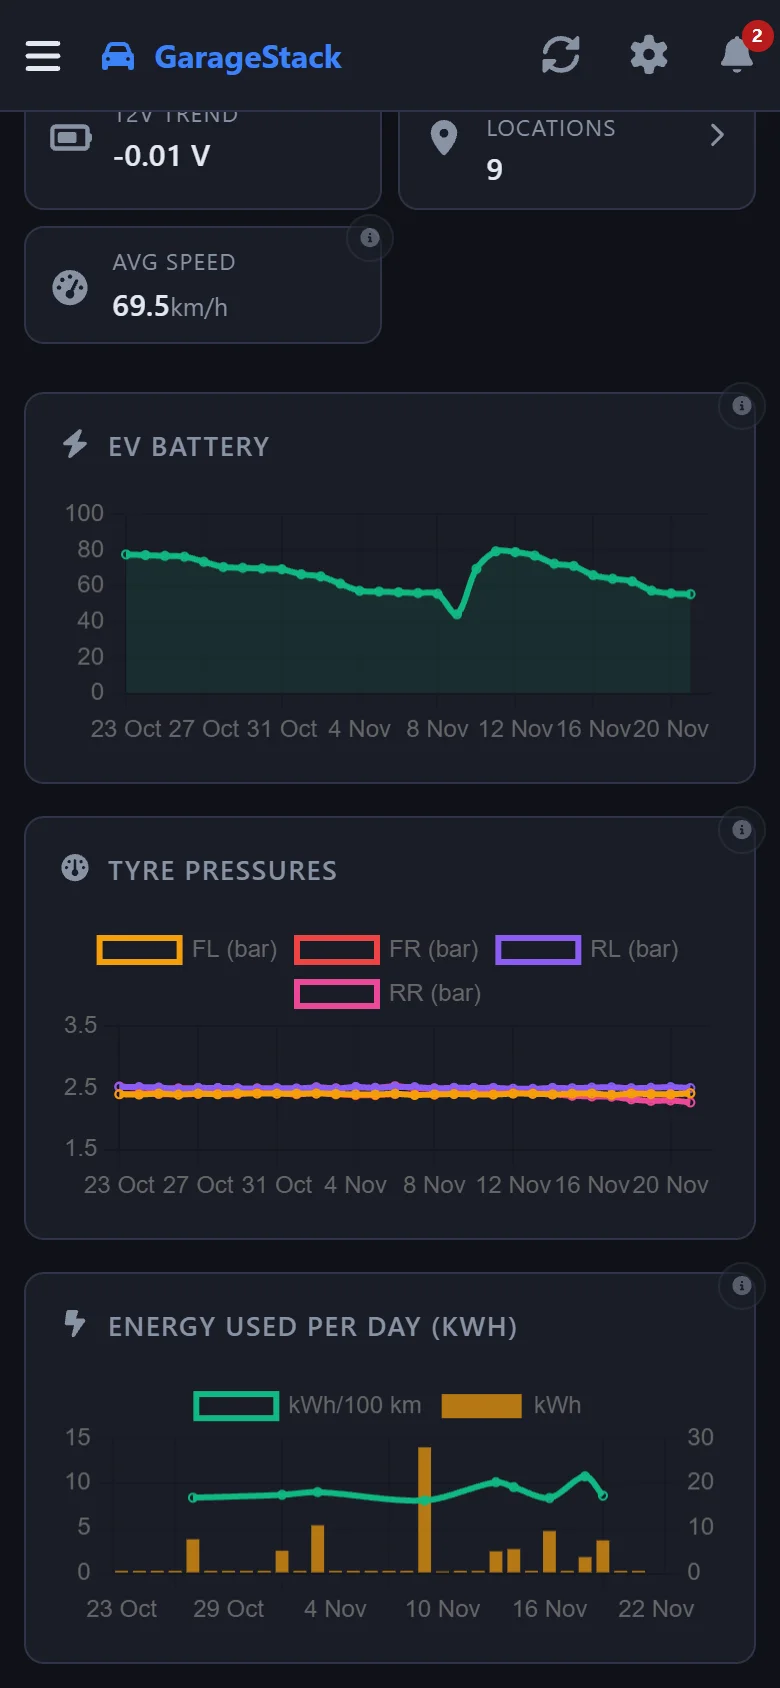 GarageStack
2
12V TREND
-0.01 V
LOCATIONS
9
AVG SPEED
69.5km/h
EV BATTERY
100
80
60
40
20
0
23 Oct 27 Oct 31 Oct 4 Nov 8 Nov 12 Nov 16 Nov 20 Nov
TYRE PRESSURES
FL (bar) FR (bar) RL (bar)
RR (bar)
3.5
2.5
1.5
23 Oct 27 Oct 31 Oct 4 Nov 8 Nov 12 Nov 16 Nov 20 Nov
ENERGY USED PER DAY (KWH)
kWh/100 km kWh
15 30
10 20
5 10
0 0
23 Oct 29 Oct 4 Nov 10 Nov 16 Nov 22 Nov